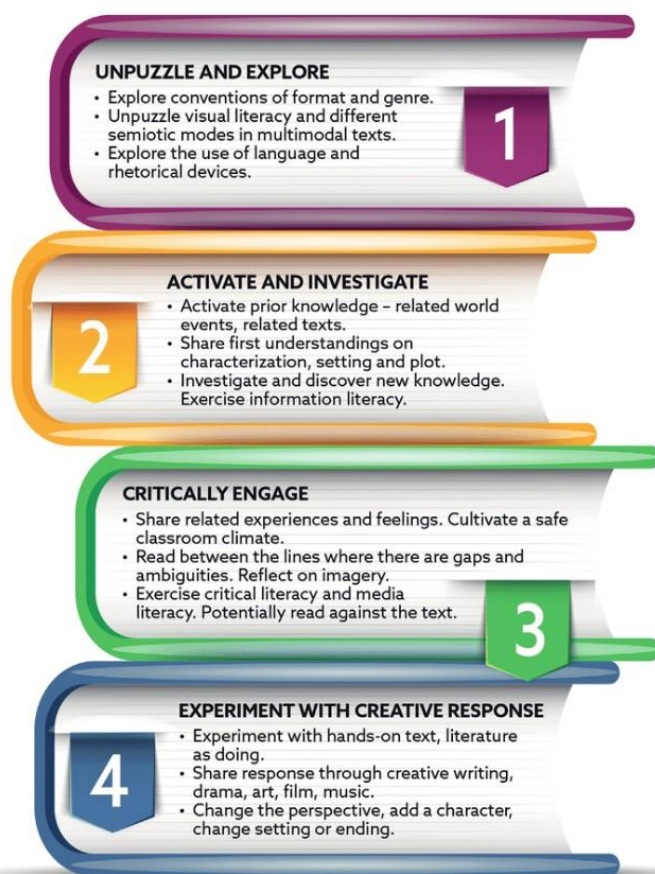 UNPUZZLE AND EXPLORE
• Explore conventions of format and genre.
• Unpuzzle visual literacy and different
semiotic modes in multimodal texts.
• Explore the use of language and
rhetorical devices.
1
ACTIVATE AND INVESTIGATE
• Activate prior knowledge – related world
events, related texts.
• Share first understandings on
characterization, setting and plot.
• Investigate and discover new knowledge.
Exercise information literacy.
2
CRITICALLY ENGAGE
• Share related experiences and feelings. Cultivate a safe
classroom climate.
• Read between the lines where there are gaps and
ambiguities. Reflect on imagery.
• Exercise critical literacy and media
literacy. Potentially read against the text.
3
EXPERIMENT WITH CREATIVE RESPONSE
• Experiment with hands-on text, literature
as doing.
• Share response through creative writing,
drama, art, film, music.
• Change the perspective, add a character,
change setting or ending.
4